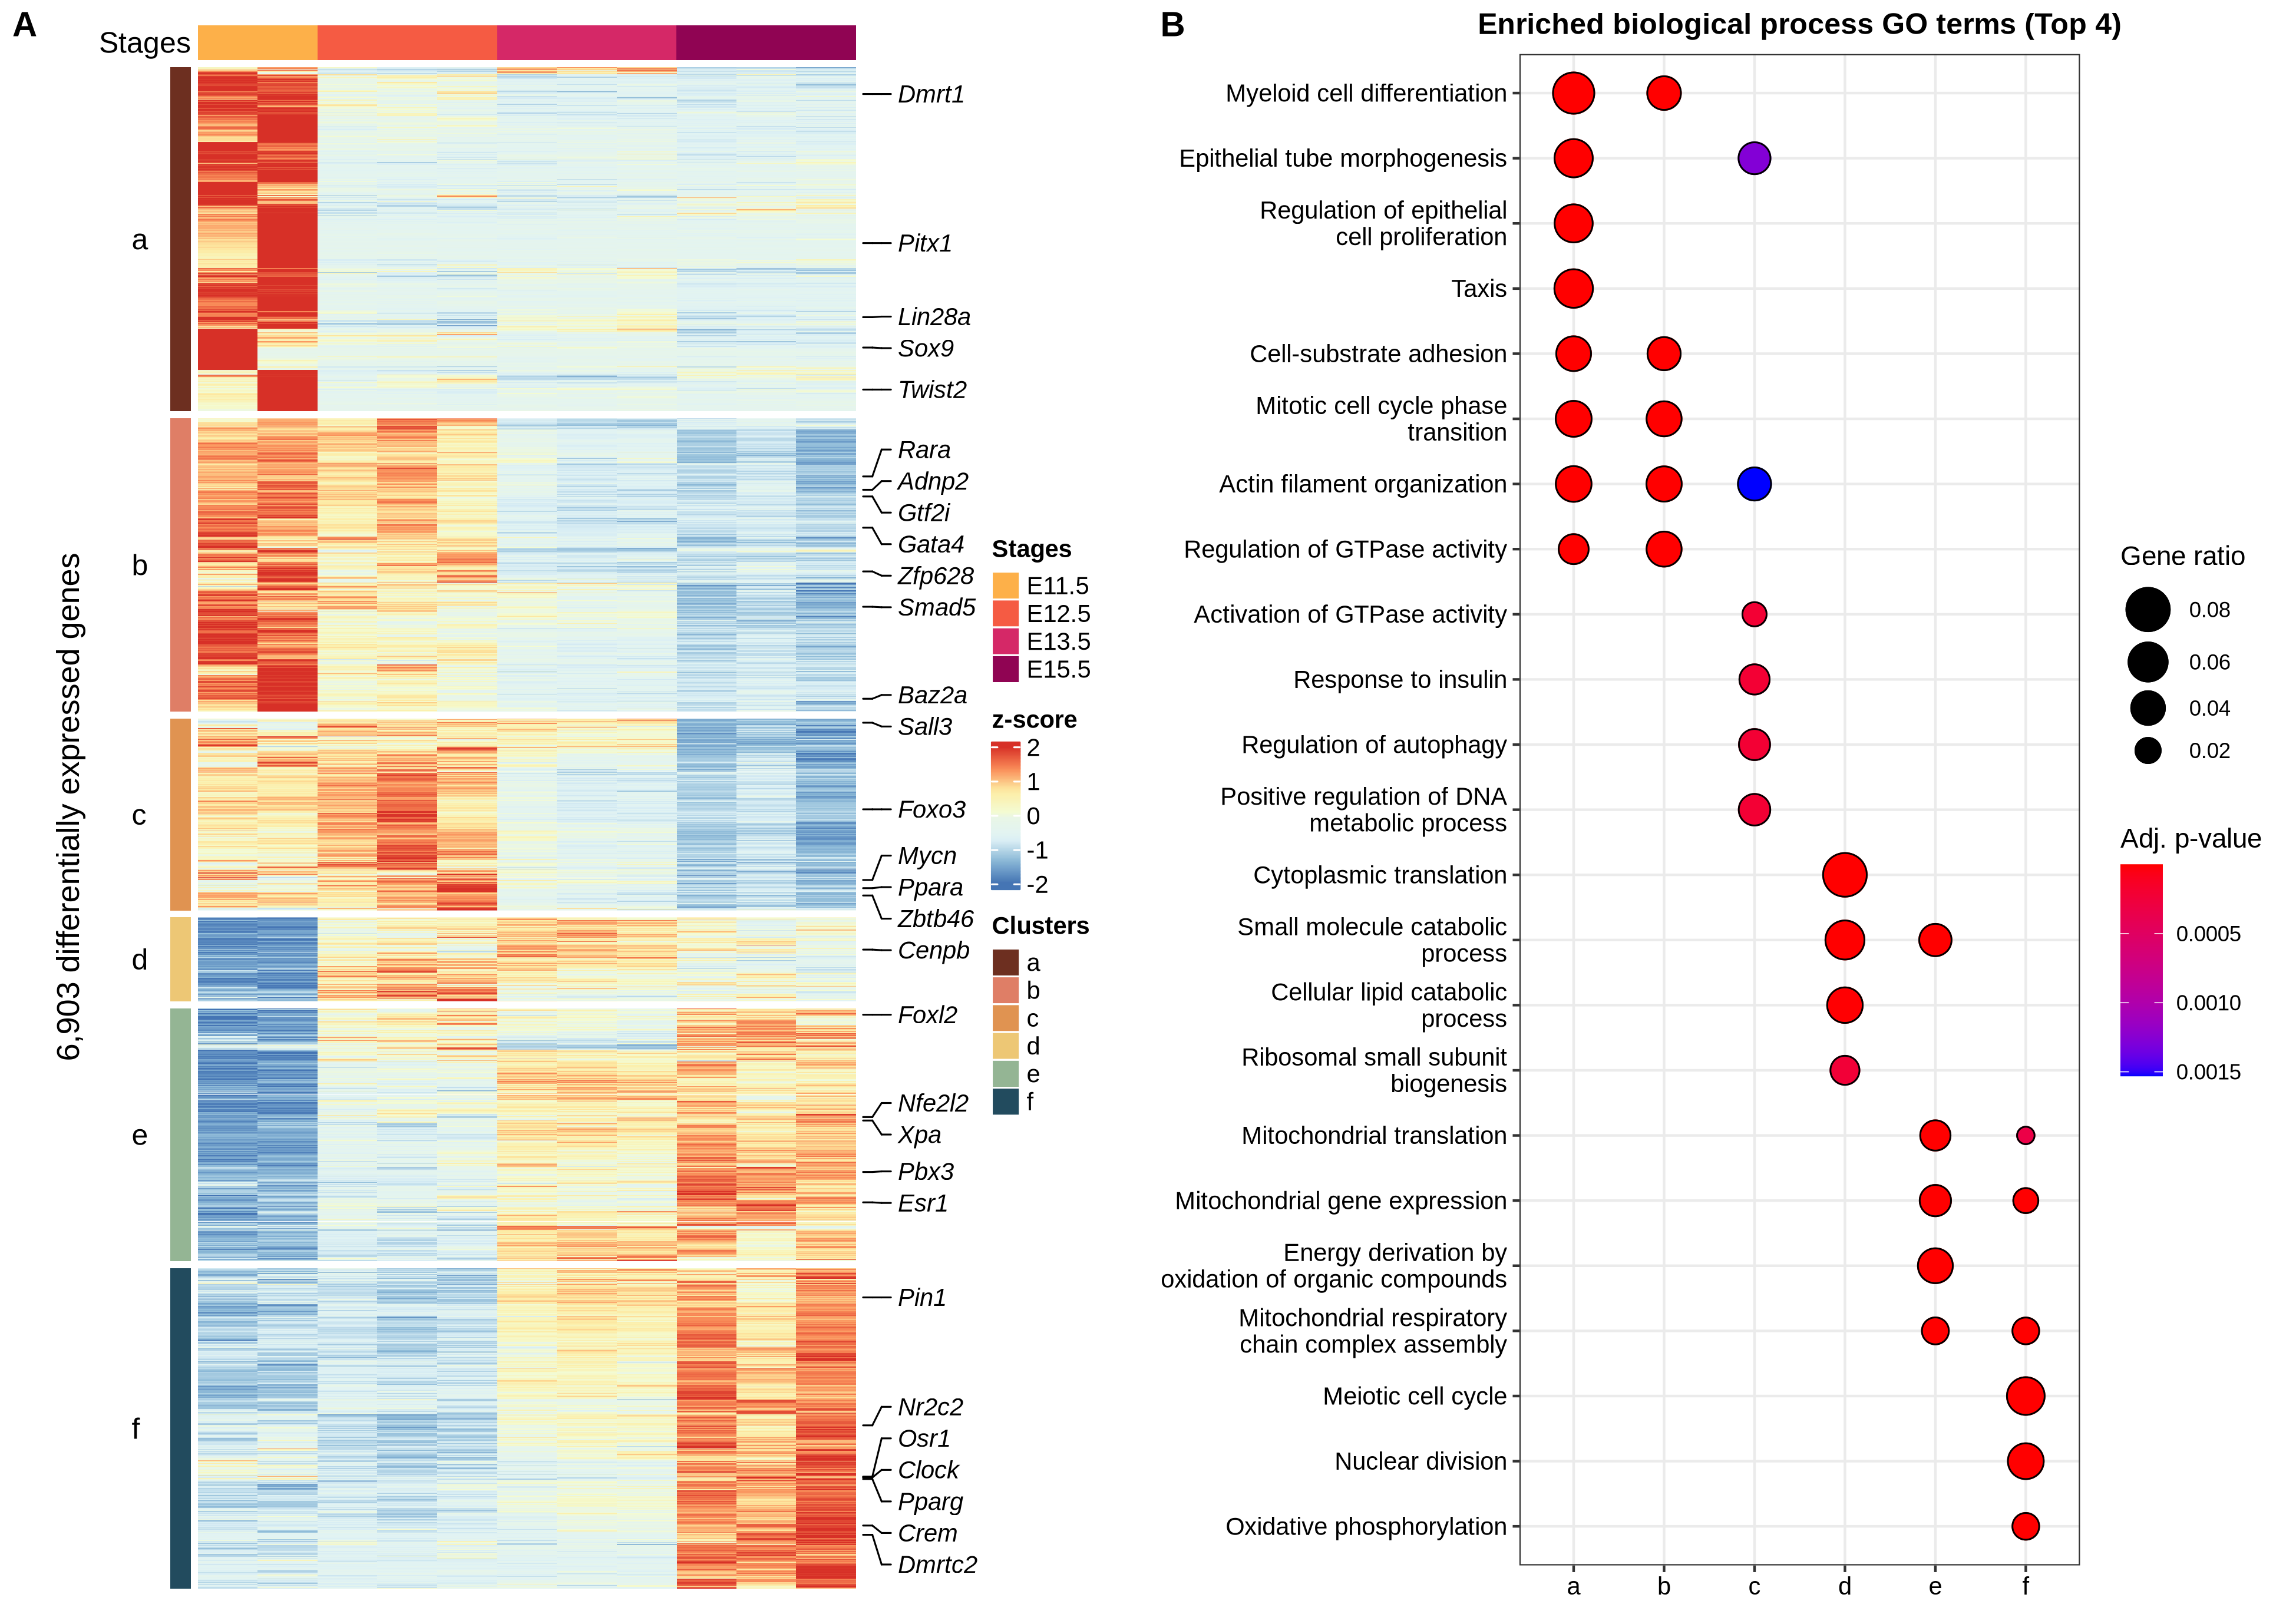 A
Stages
6,903 differentially expressed genes
a
b
c
d
e
f
Dmrt1
Pitx1
Lin28a
Sox9
Twist2
Rara
Adnp2
Gtf2i
Gata4
Zfp628
Smad5
Baz2a
Sall3
Foxo3
Mycn
Ppara
Zbtb46
Cenpb
Foxl2
Nfe2l2
Xpa
Pbx3
Esr1
Pin1
Nr2c2
Osr1
Clock
Pparg
Crem
Dmrtc2
Stages
E11.5
E12.5
E13.5
E15.5
z-score
2
1
0
-1
-2
Clusters
a
b
c
d
e
f
B
Enriched biological process GO terms (Top 4)
Myeloid cell differentiation
Epithelial tube morphogenesis
Regulation of epithelial
cell proliferation
Taxis
Cell-substrate adhesion
Mitotic cell cycle phase
transition
Actin filament organization
Regulation of GTPase activity
Activation of GTPase activity
Response to insulin
Regulation of autophagy
Positive regulation of DNA
metabolic process
Cytoplasmic translation
Small molecule catabolic
process
Cellular lipid catabolic
process
Ribosomal small subunit
biogenesis
Mitochondrial translation
Mitochondrial gene expression
Energy derivation by
oxidation of organic compounds
Mitochondrial respiratory
chain complex assembly
Meiotic cell cycle
Nuclear division
Oxidative phosphorylation
a b c d e f
Gene ratio
0.08
0.06
0.04
0.02
Adj. p-value
0.0005
0.0010
0.0015